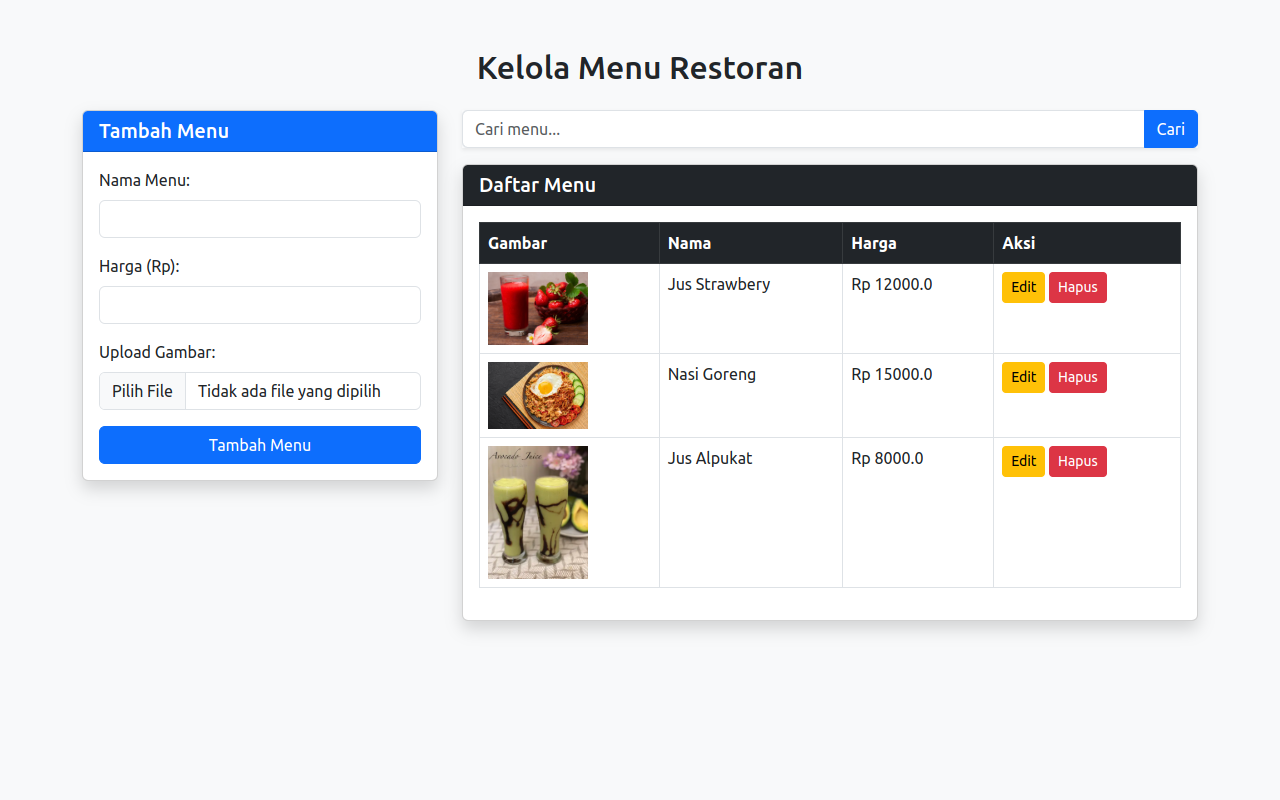 Kelola Menu Restoran
Tambah Menu
Nama Menu:
Harga (Rp):
Upload Gambar:
Pilih File Tidak ada file yang dipilih
Tambah Menu
Cari menu... Cari
Daftar Menu
Gambar Nama Harga Aksi
Jus Strawbery Rp 12000.0 Edit Hapus
Nasi Goreng Rp 15000.0 Edit Hapus
Avocado Juice
Jus Alpukat Rp 8000.0 Edit Hapus